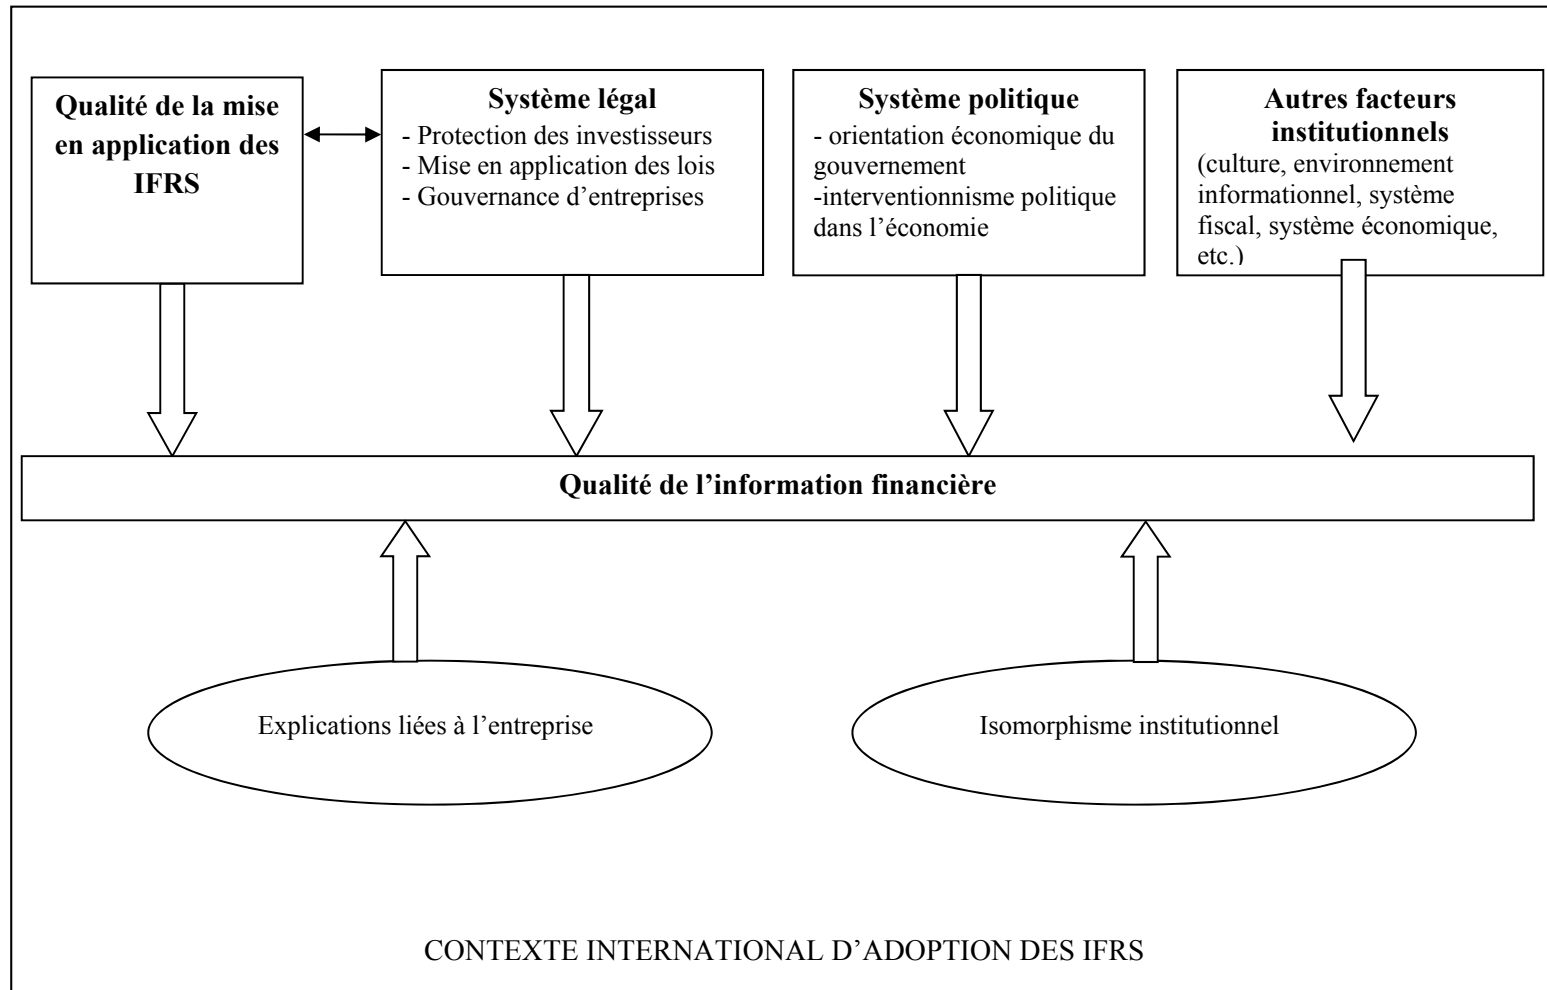 Qualité de la mise
en application des
IFRS
Système légal
- Protection des investisseurs
- Mise en application des lois
- Gouvernance d’entreprises
Système politique
- orientation économique du
gouvernement
-interventionnisme politique
dans l’économie
Autres facteurs
institutionnels
(culture, environnement
informationnel, système
fiscal, système économique,
etc.)
Qualité de l’information financière
Explications liées à l’entreprise
Isomorphisme institutionnel
CONTEXTE INTERNATIONAL D’ADOPTION DES IFRS